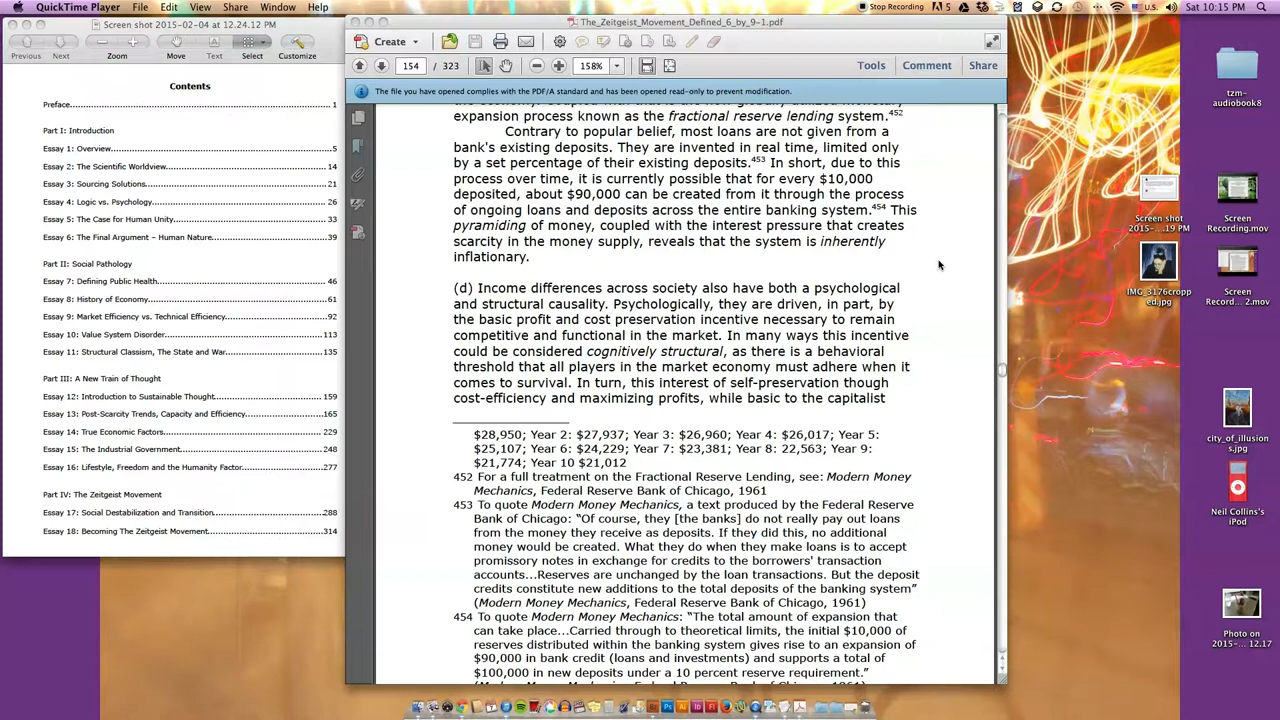 QuickTime Player File Edit View Share Window Help
Stop Recording 5 U.S. Sat 10:15 PM
Screen shot 2015-02-04 at 12.24.12 PM
Previous Next Zoom Move Text Select Customize
Contents
Preface 1
Part I: Introduction
Essay 1: Overview 5
Essay 2: The Scientific Worldview 14
Essay 3: Sourcing Solutions 21
Essay 4: Logic vs. Psychology 26
Essay 5: The Case for Human Unity 33
Essay 6: The Final Argument – Human Nature 39
Part II: Social Pathology
Essay 7: Defining Public Health 46
Essay 8: History of Economy 61
Essay 9: Market Efficiency vs. Technical Efficiency 92
Essay 10: Value System Disorder 113
Essay 11: Structural Classism, The State and War 135
Part III: A New Train of Thought
Essay 12: Introduction to Sustainable Thought 159
Essay 13: Post-Scarcity Trends, Capacity and Efficiency 165
Essay 14: True Economic Factors 229
Essay 15: The Industrial Government 248
Essay 16: Lifestyle, Freedom and the Humanity Factor 277
Part IV: The Zeitgeist Movement
Essay 17: Social Destabilization and Transition 288
Essay 18: Becoming The Zeitgeist Movement 314
The_Zeitgeist_Movement_Defined_6_by_9-1.pdf
Create
154 / 323 158% Tools Comment Share
The file you have opened complies with the PDF/A standard and has been opened read-only to prevent modification.
expansion process known as the fractional reserve lending system.452
Contrary to popular belief, most loans are not given from a
bank's existing deposits. They are invented in real time, limited only
by a set percentage of their existing deposits.453 In short, due to this
process over time, it is currently possible that for every $10,000
deposited, about $90,000 can be created from it through the process
of ongoing loans and deposits across the entire banking system.454 This
pyramiding of money, coupled with the interest pressure that creates
scarcity in the money supply, reveals that the system is inherently
inflationary.
(d) Income differences across society also have both a psychological
and structural causality. Psychologically, they are driven, in part, by
the basic profit and cost preservation incentive necessary to remain
competitive and functional in the market. In many ways this incentive
could be considered cognitively structural, as there is a behavioral
threshold that all players in the market economy must adhere when it
comes to survival. In turn, this interest of self-preservation though
cost-efficiency and maximizing profits, while basic to the capitalist
$28,950; Year 2: $27,937; Year 3: $26,960; Year 4: $26,017; Year 5:
$25,107; Year 6: $24,229; Year 7: $23,381; Year 8: 22,563; Year 9:
$21,774; Year 10 $21,012
452 For a full treatment on the Fractional Reserve Lending, see: Modern Money
Mechanics, Federal Reserve Bank of Chicago, 1961
453 To quote Modern Money Mechanics, a text produced by the Federal Reserve
Bank of Chicago: “Of course, they [the banks] do not really pay out loans
from the money they receive as deposits. If they did this, no additional
money would be created. What they do when they make loans is to accept
promissory notes in exchange for credits to the borrowers' transaction
accounts...Reserves are unchanged by the loan transactions. But the deposit
credits constitute new additions to the total deposits of the banking system”
(Modern Money Mechanics, Federal Reserve Bank of Chicago, 1961)
454 To quote Modern Money Mechanics: “The total amount of expansion that
can take place...Carried through to theoretical limits, the initial $10,000 of
reserves distributed within the banking system gives rise to an expansion of
$90,000 in bank credit (loans and investments) and supports a total of
$100,000 in new deposits under a 10 percent reserve requirement.”
tzm-
audiobook8
Screen shot
2015-...19 PM
Screen
Recording.mov
IMG_3176cropp
ed.jpg
Screen
Record... 2.mov
city_of_illusion
s.jpg
Neil Collins's
iPod
Photo on
2015-... 12.17